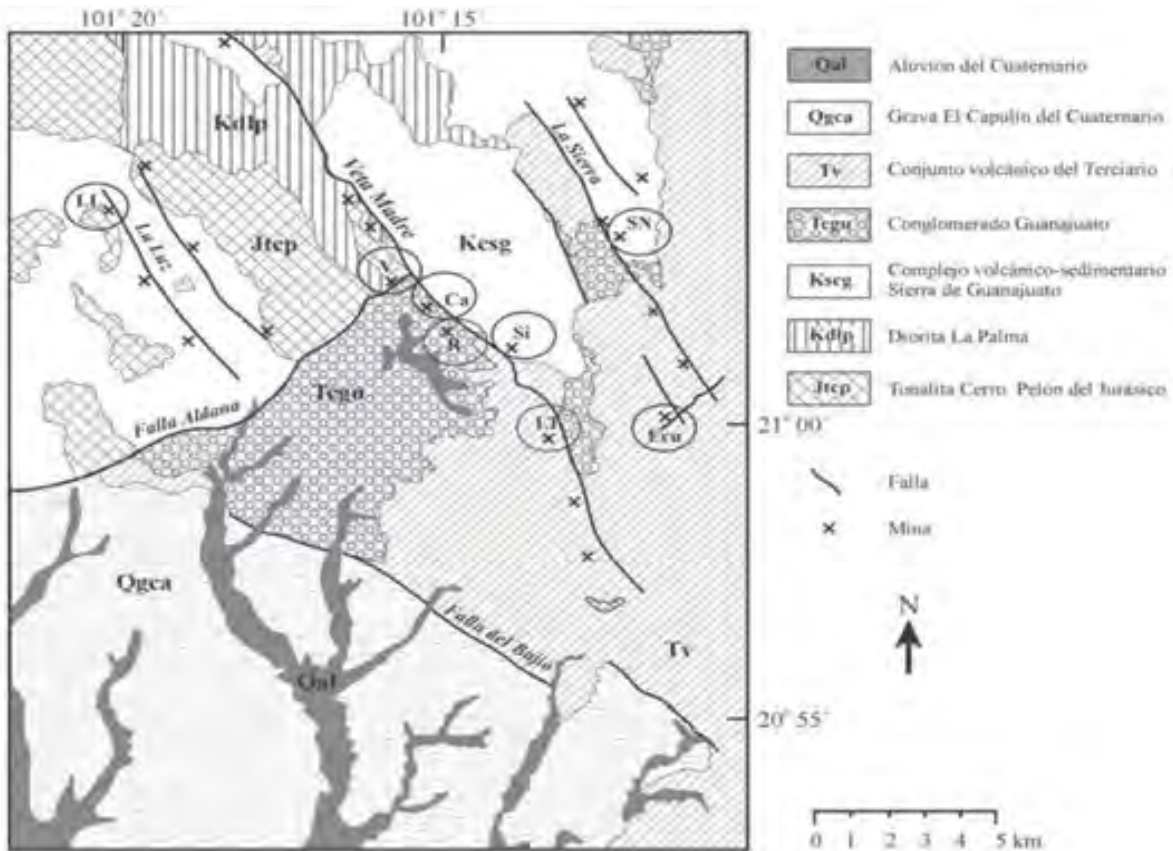 101° 20'
101° 15'
Kdlp
Veta Madre
La Sierra
LL
La Luz
Jtcp
Kesg
SN
Ca
R
Si
Tcgu
LT
Ecu
Falla Aldana
21° 00'
Qgca
Falla del Bajío
Tv
Qal
20° 55'
Qal Aluvion del Cuaternario
Qgca Grava El Capulín del Cuaternario
Tv Conjunto volcánico del Terciario
Tcgu Conglomerado Guanajuato
Kscg Complejo volcánico-sedimentario
Sierra de Guanajuato
Kdlp Diorita La Palma
Jtcp Tonalita Cerro Pelón del Jurásico
Falla
Mina
N
0 1 2 3 4 5 km